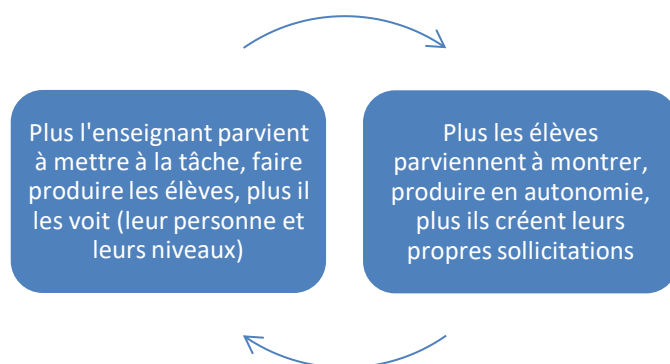 Plus l'enseignant parvient
à mettre à la tâche, faire
produire les élèves, plus il
les voit (leur personne et
leurs niveaux)
Plus les élèves
parviennent à montrer,
produire en autonomie,
plus ils créent leurs
propres sollicitations